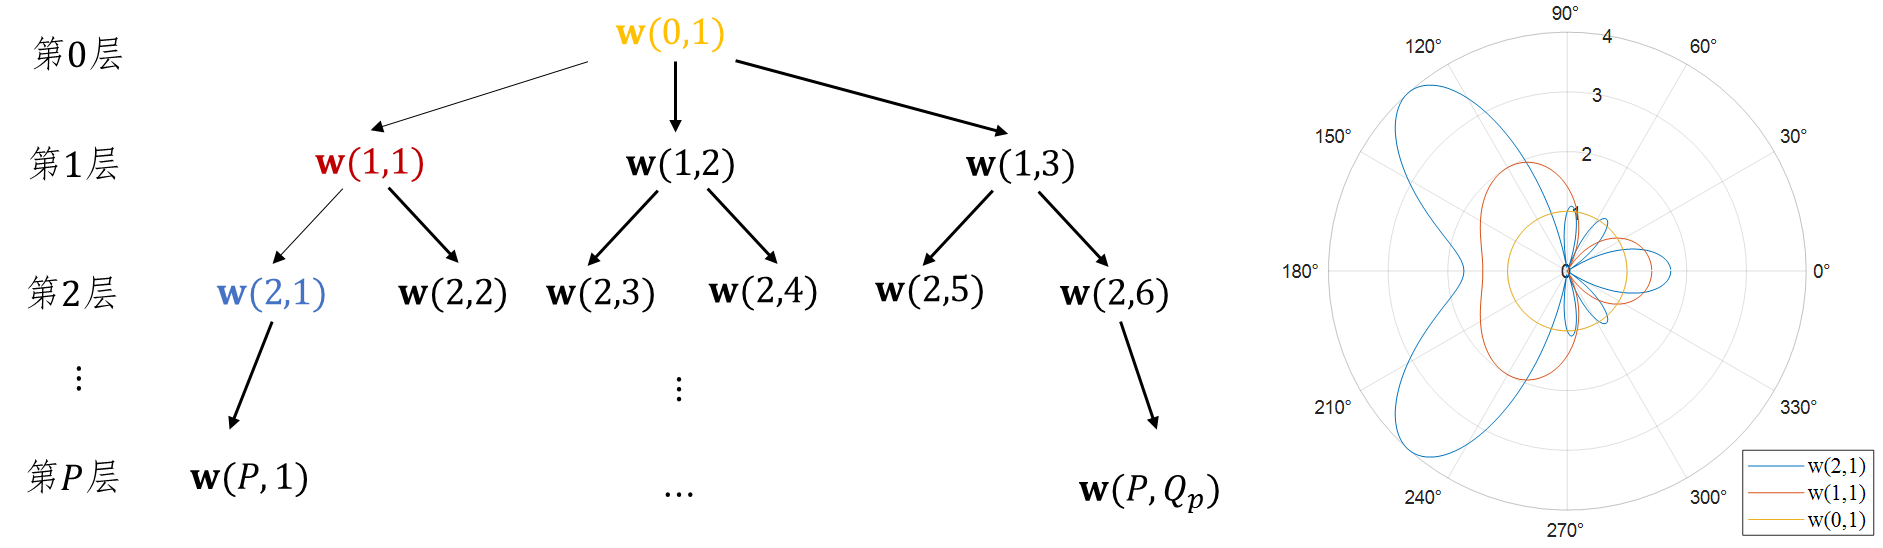 第0层 w(0,1)
第1层 w(1,1) w(1,2) w(1,3)
第2层 w(2,1) w(2,2) w(2,3) w(2,4) w(2,5) w(2,6)
⋮ ⋮
第P层 w(P, 1) … w(P, Qp)
90°
120° 4 60°
3
150° 2 30°
1
180° 0 0°
210° 330°
240° 300°
270°
w(2,1)
w(1,1)
w(0,1)